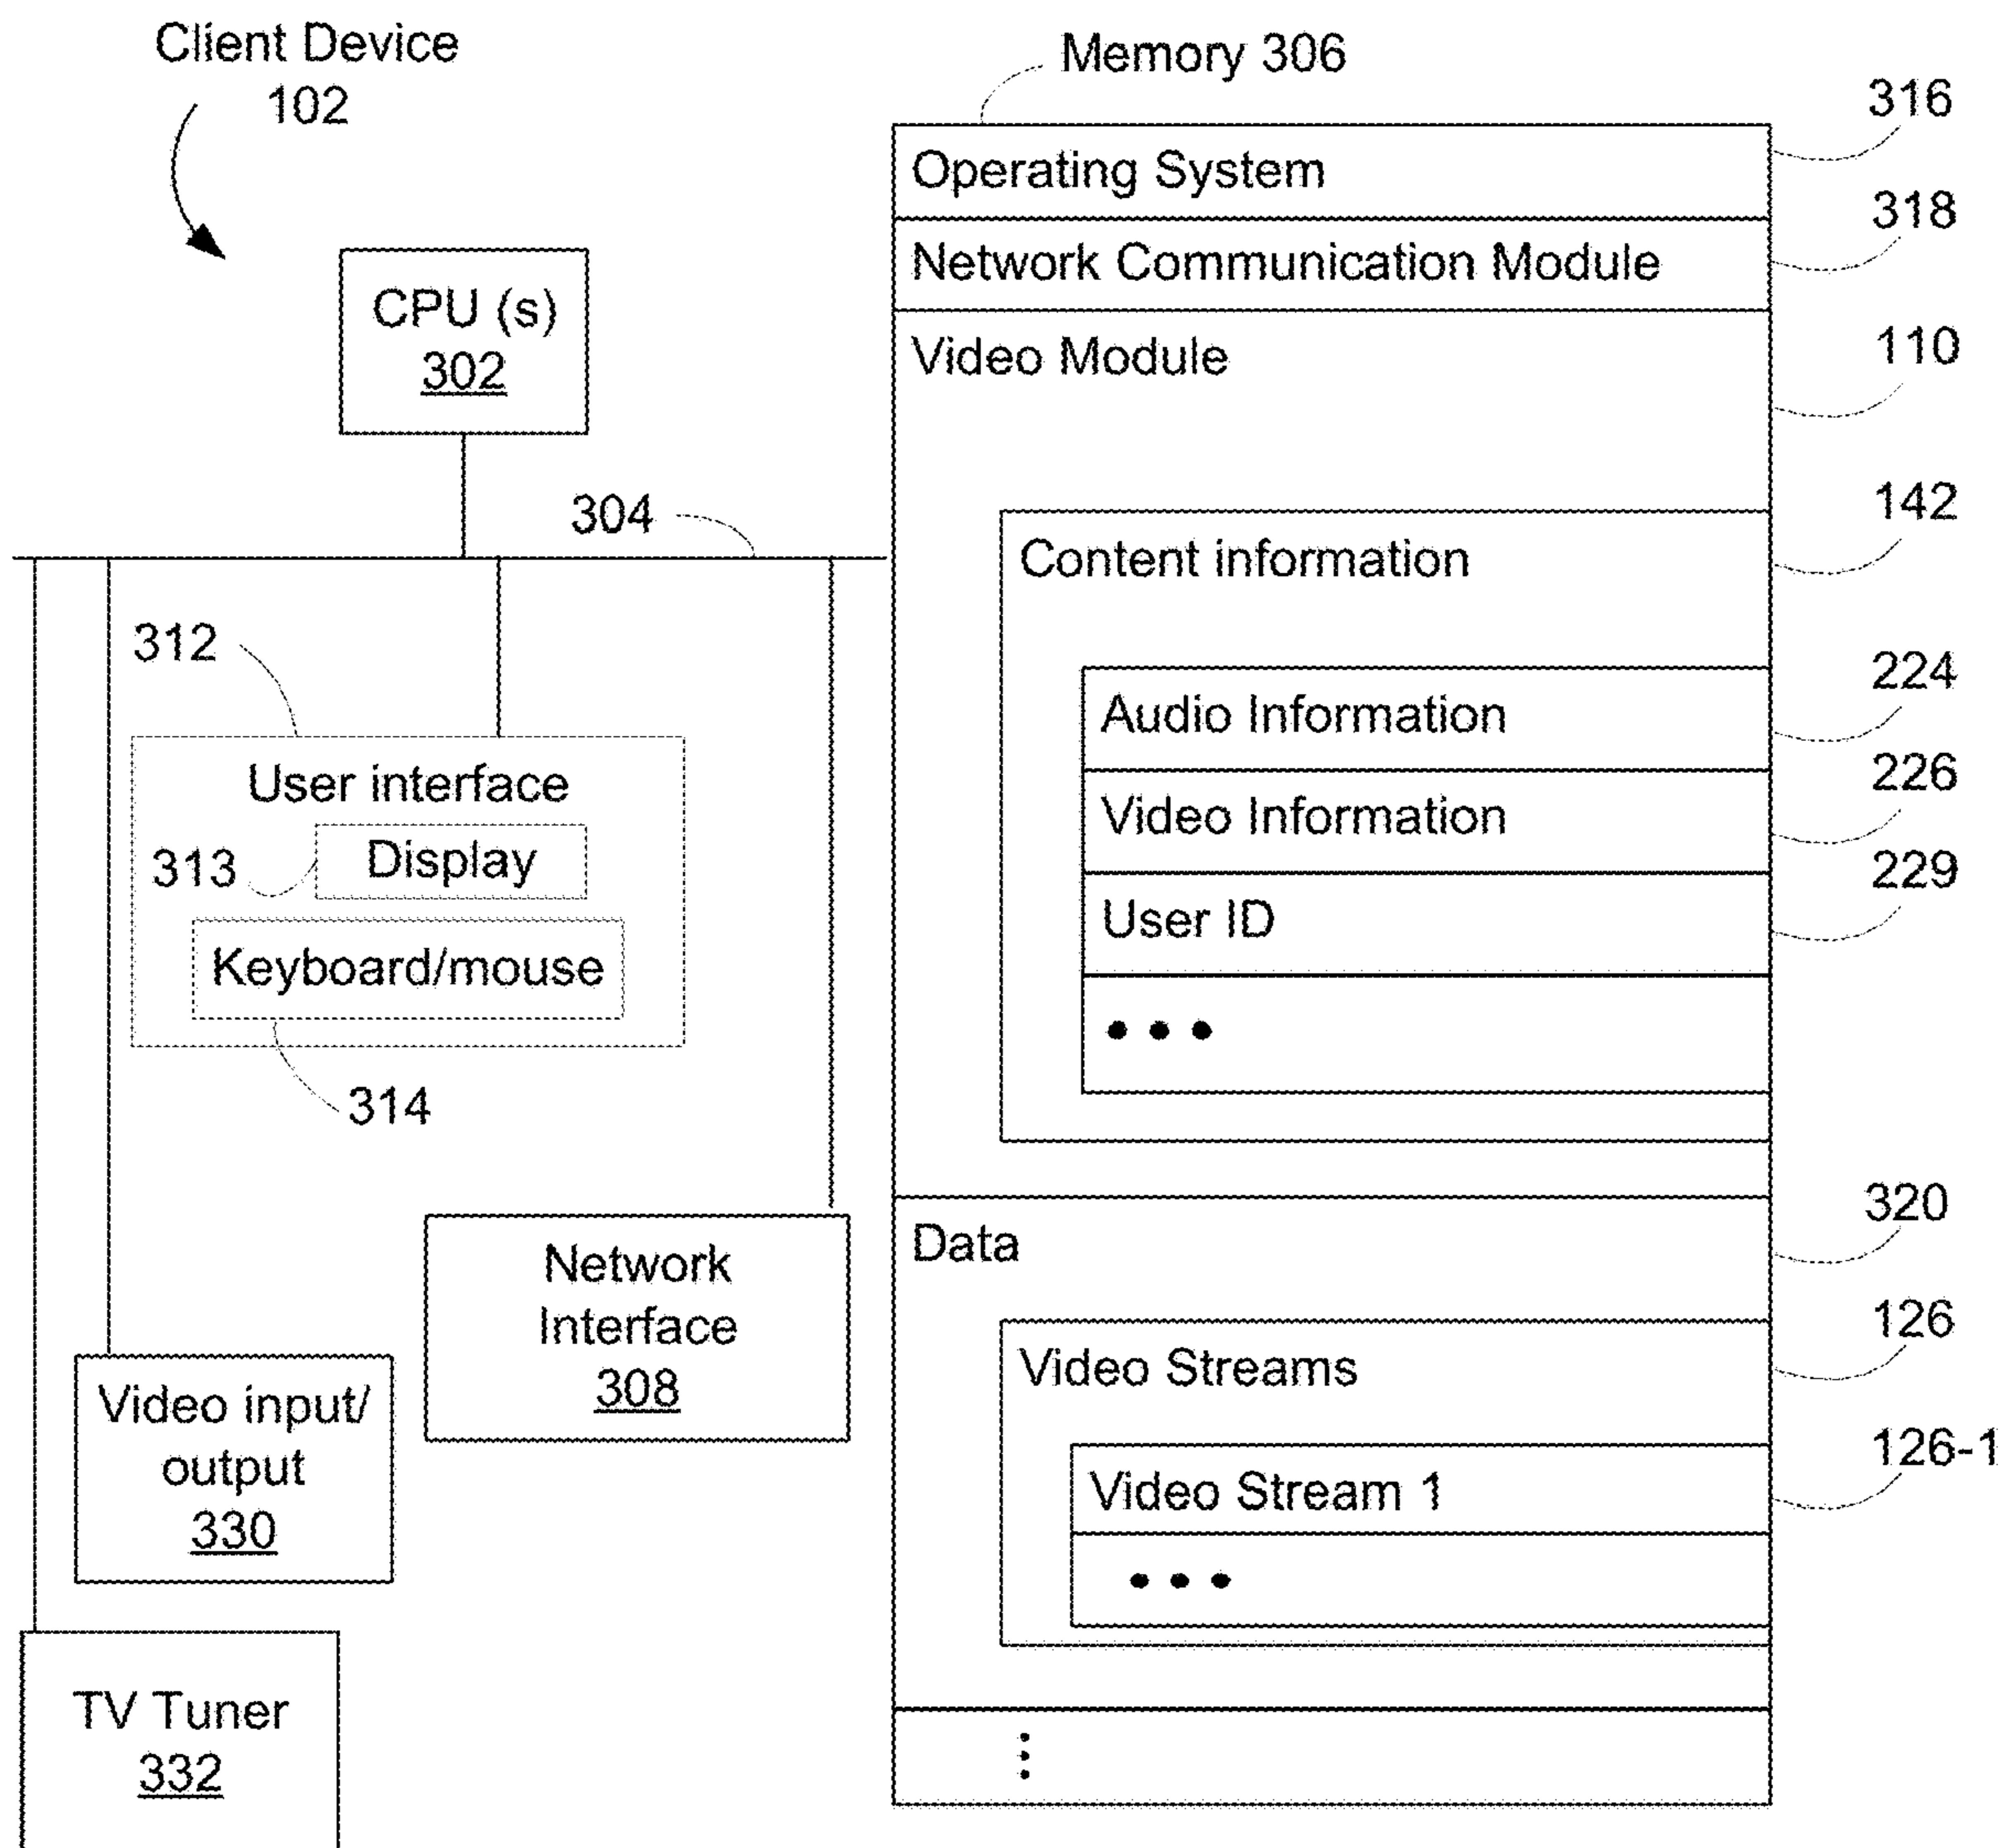 Client Device
102
CPU (s)
302
304
312
User interface
313
Display
Keyboard/mouse
314
Network
Interface
308
Video input/
output
330
TV Tuner
332
Memory 306
Operating System
316
Network Communication Module
318
Video Module
110
Content information
142
Audio Information
224
Video Information
226
User ID
229
• • •
Data
320
Video Streams
126
Video Stream 1
126-1
• • •
⋮